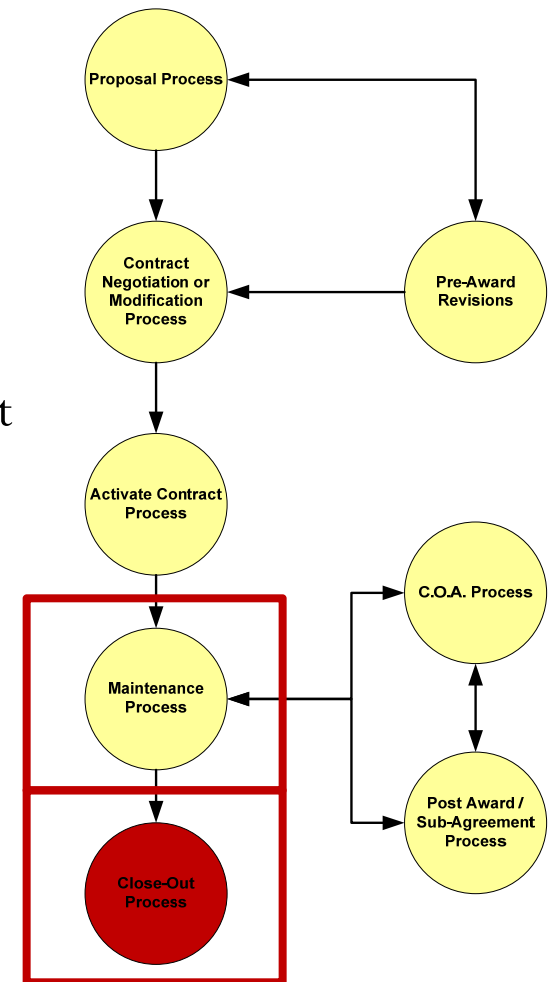 Proposal Process
Contract
Negotiation or
Modification
Process
Pre-Award
Revisions
t
Activate Contract
Process
C.O.A. Process
Maintenance
Process
Post Award /
Sub-Agreement
Process
Close-Out
Process